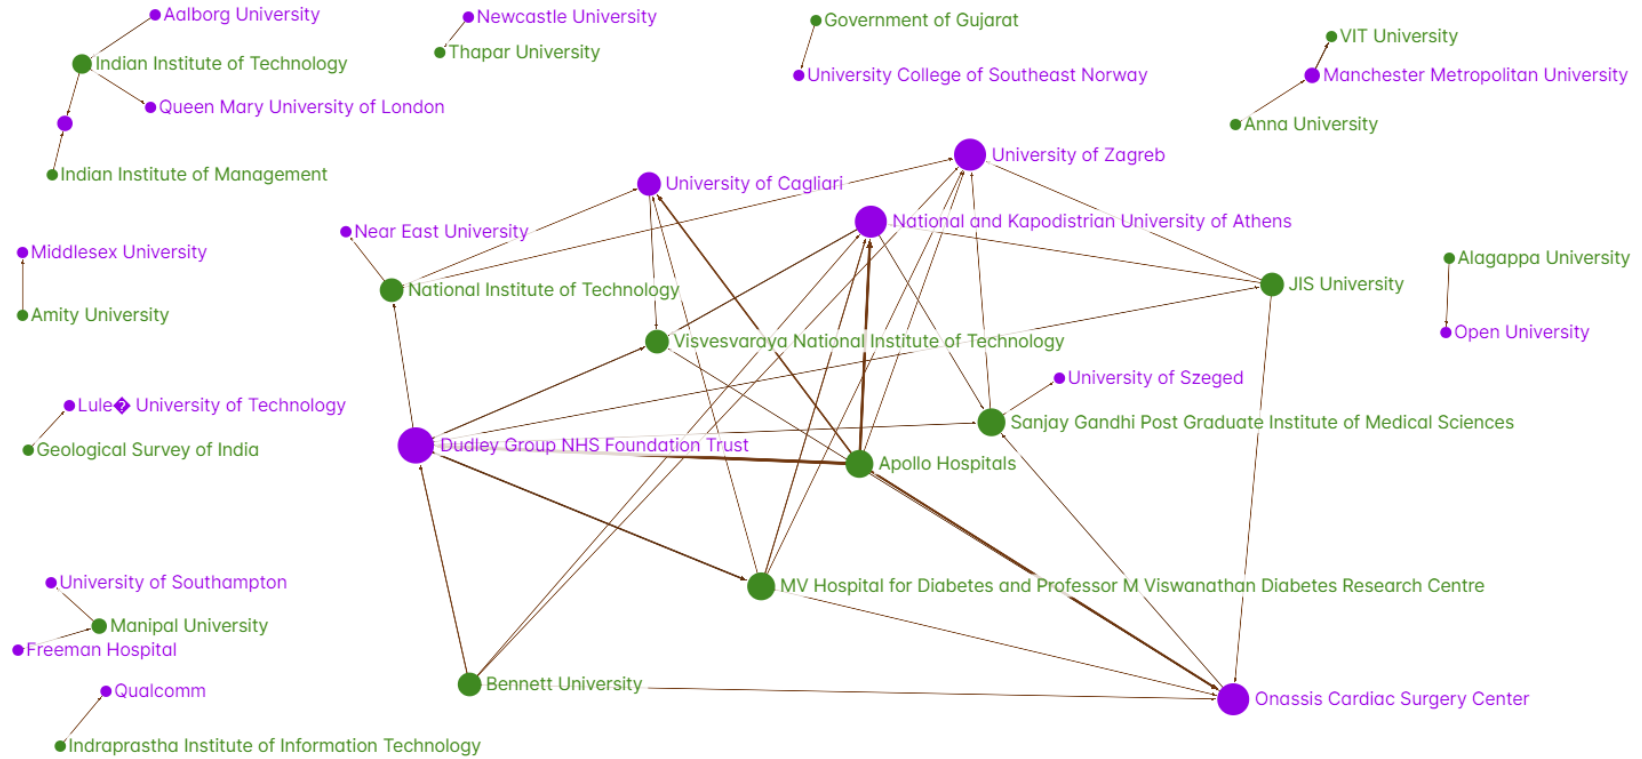 Aalborg University
Newcastle University
Government of Gujarat
VIT University
Thapar University
Indian Institute of Technology
University College of Southeast Norway
Manchester Metropolitan University
Queen Mary University of London
Anna University
University of Zagreb
Indian Institute of Management
University of Cagliari
National and Kapodistrian University of Athens
Near East University
Middlesex University
Alagappa University
JIS University
National Institute of Technology
Amity University
Open University
Visvesvaraya National Institute of Technology
University of Szeged
Lule� University of Technology
Sanjay Gandhi Post Graduate Institute of Medical Sciences
Dudley Group NHS Foundation Trust
Geological Survey of India
Apollo Hospitals
University of Southampton
MV Hospital for Diabetes and Professor M Viswanathan Diabetes Research Centre
Manipal University
Freeman Hospital
Bennett University
Qualcomm
Onassis Cardiac Surgery Center
Indraprastha Institute of Information Technology